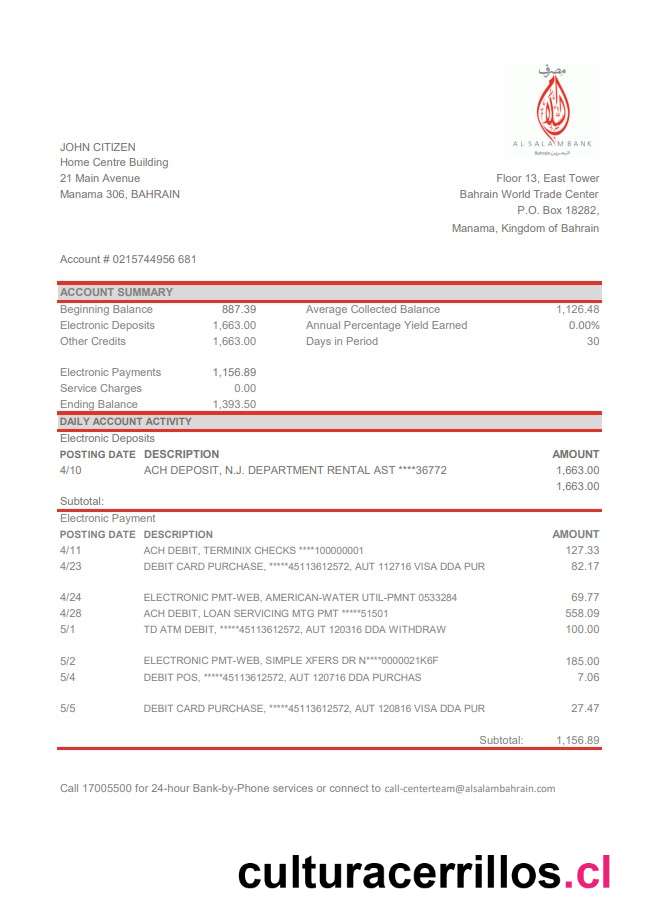 مصرف
AL SALAM BANK
البحرين Bahrain
JOHN CITIZEN
Home Centre Building
21 Main Avenue
Manama 306, BAHRAIN
Floor 13, East Tower
Bahrain World Trade Center
P.O. Box 18282,
Manama, Kingdom of Bahrain
Account # 0215744956 681
ACCOUNT SUMMARY
Beginning Balance 887.39 Average Collected Balance 1,126.48
Electronic Deposits 1,663.00 Annual Percentage Yield Earned 0.00%
Other Credits 1,663.00 Days in Period 30
Electronic Payments 1,156.89
Service Charges 0.00
Ending Balance 1,393.50
DAILY ACCOUNT ACTIVITY
Electronic Deposits
POSTING DATE DESCRIPTION AMOUNT
4/10 ACH DEPOSIT, N.J. DEPARTMENT RENTAL AST ****36772 1,663.00
1,663.00
Subtotal:
Electronic Payment
POSTING DATE DESCRIPTION AMOUNT
4/11 ACH DEBIT, TERMINIX CHECKS ****100000001 127.33
4/23 DEBIT CARD PURCHASE, *****45113612572, AUT 112716 VISA DDA PUR 82.17
4/24 ELECTRONIC PMT-WEB, AMERICAN-WATER UTIL-PMNT 0533284 69.77
4/28 ACH DEBIT, LOAN SERVICING MTG PMT *****51501 558.09
5/1 TD ATM DEBIT, *****45113612572, AUT 120316 DDA WITHDRAW 100.00
5/2 ELECTRONIC PMT-WEB, SIMPLE XFERS DR N****0000021K6F 185.00
5/4 DEBIT POS, *****45113612572, AUT 120716 DDA PURCHAS 7.06
5/5 DEBIT CARD PURCHASE, *****45113612572, AUT 120816 VISA DDA PUR 27.47
Subtotal: 1,156.89
Call 17005500 for 24-hour Bank-by-Phone services or connect to call-centerteam@alsalambahrain.com
culturacerrillos.cl